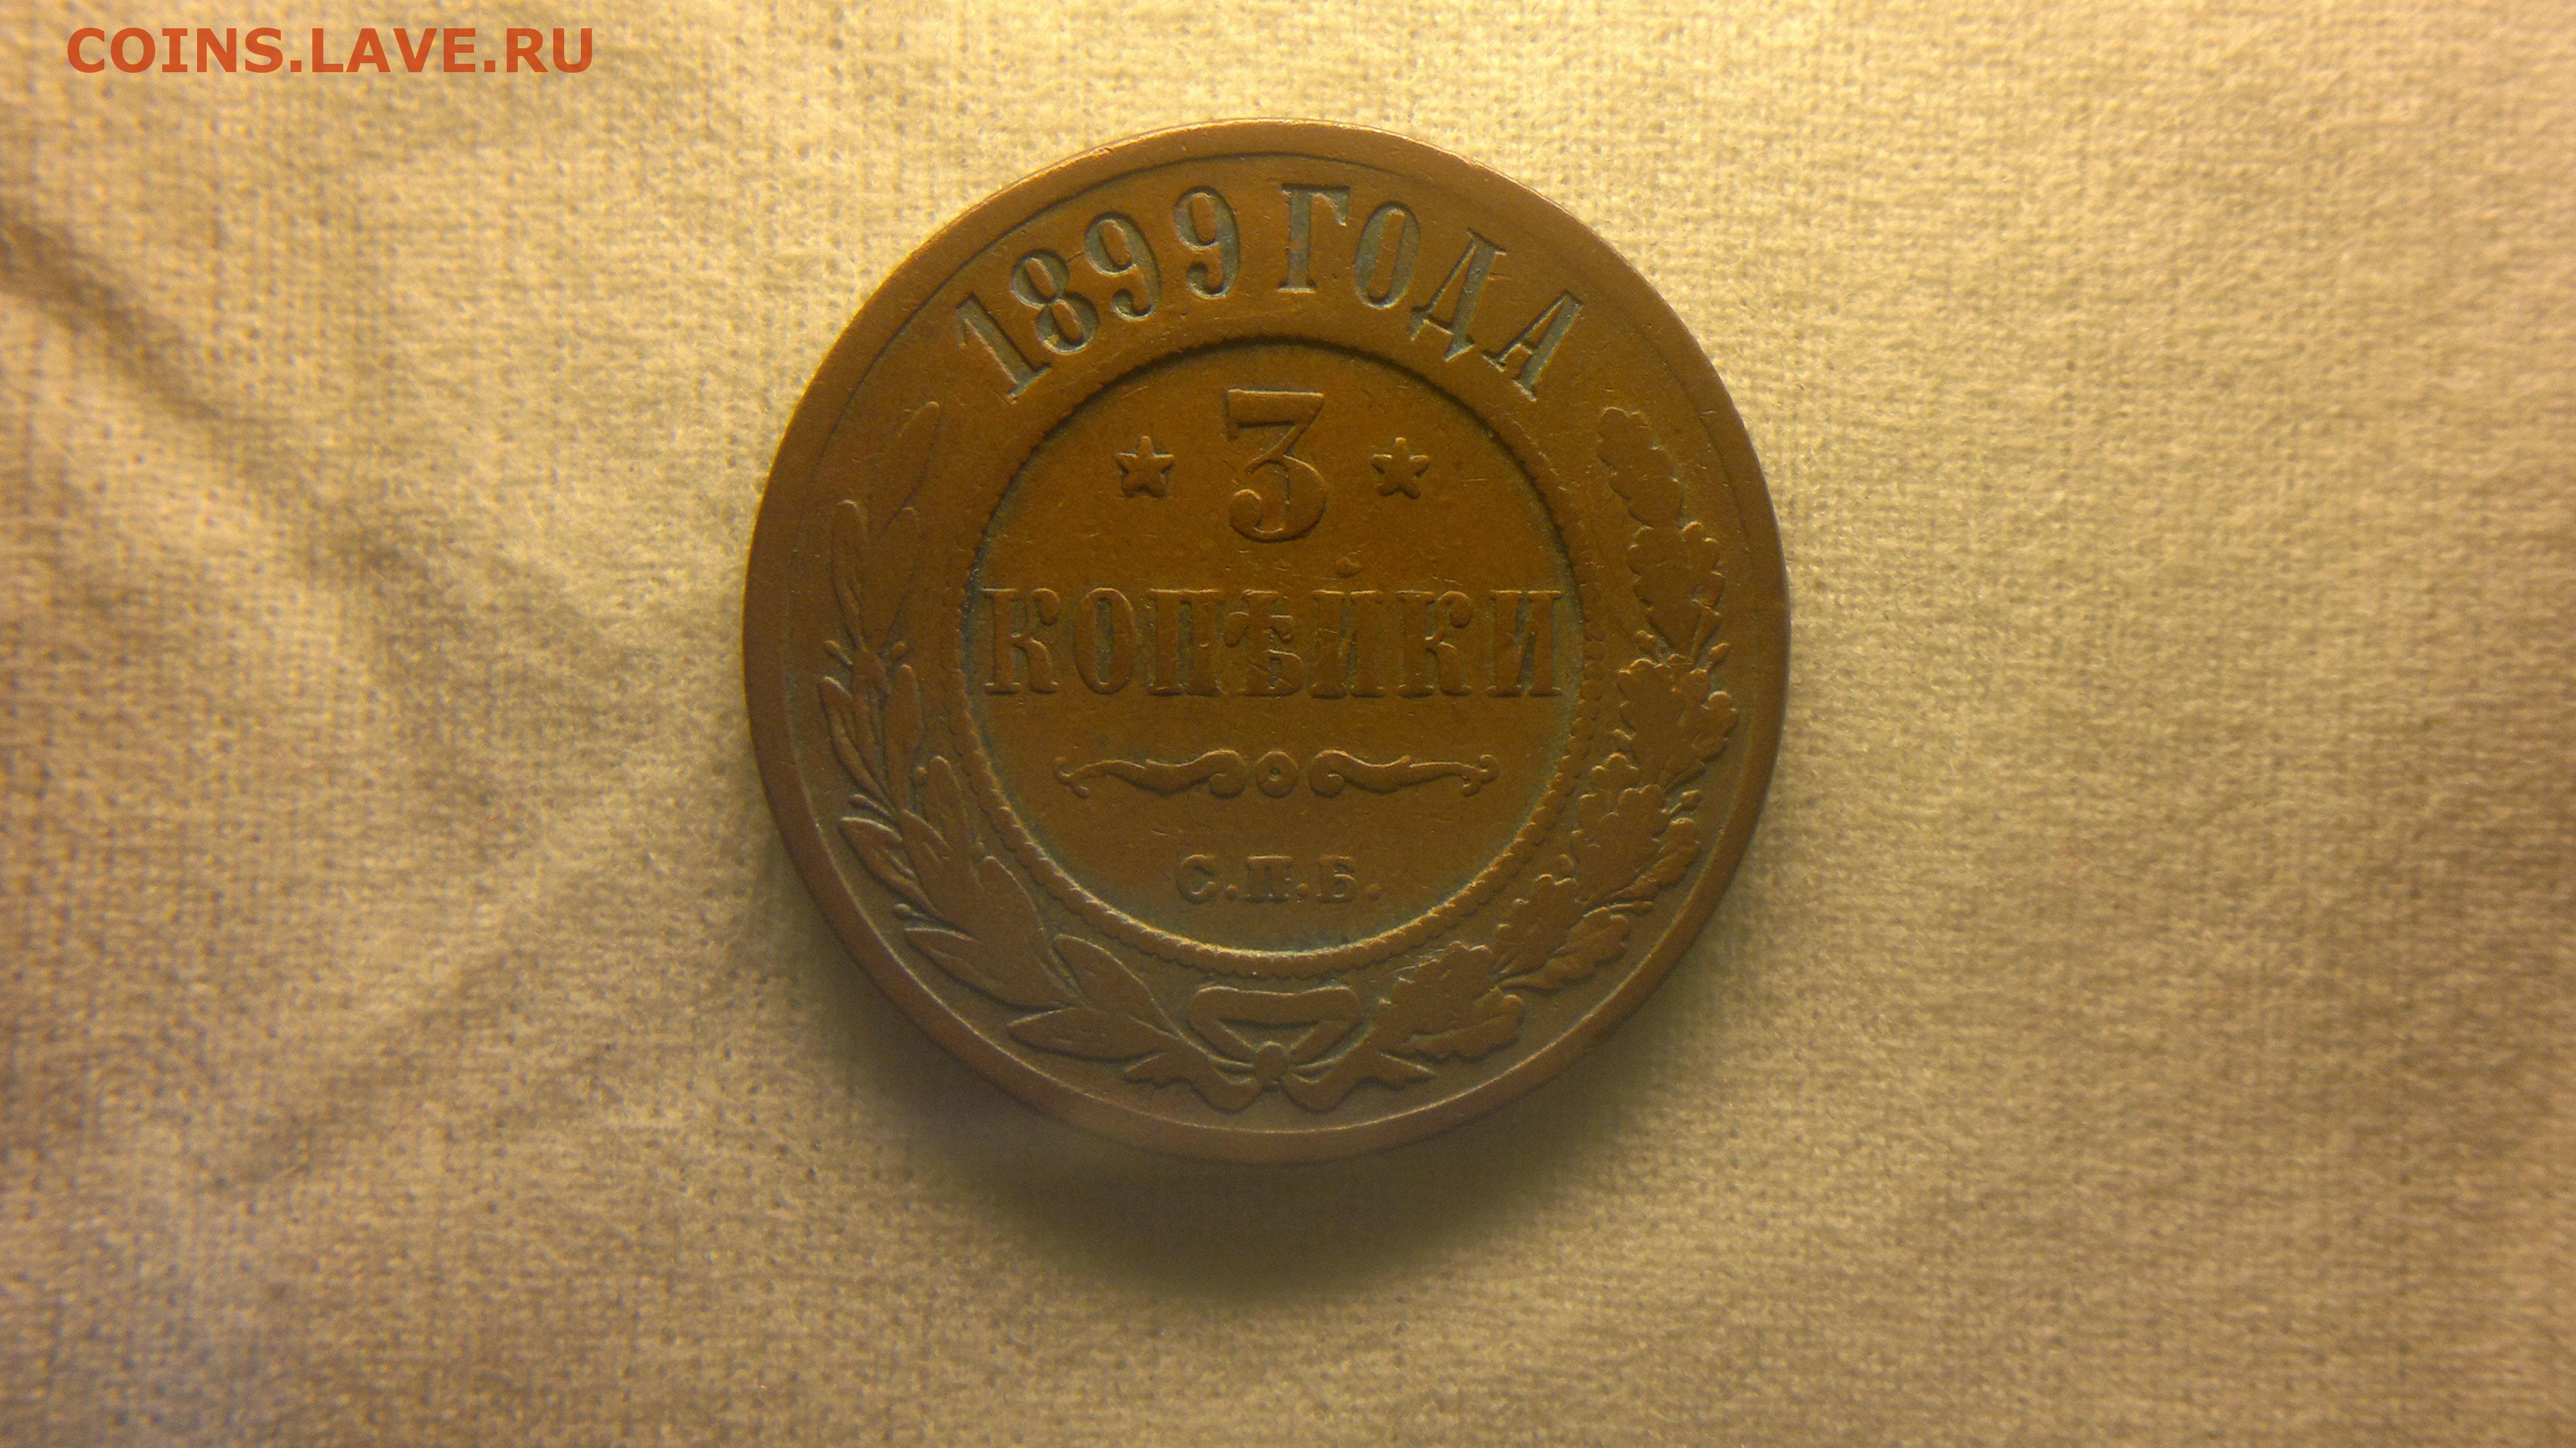 COINS.LAVE.RU
1899 ГОДА
3
КОПѢЙКИ
С.П.Б.